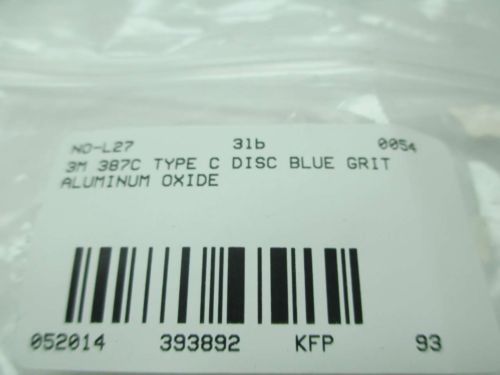 NO-L27 31b 0054
3M 387C TYPE C DISC BLUE GRIT
ALUMINUM OXIDE
052014 393892 KFP 93